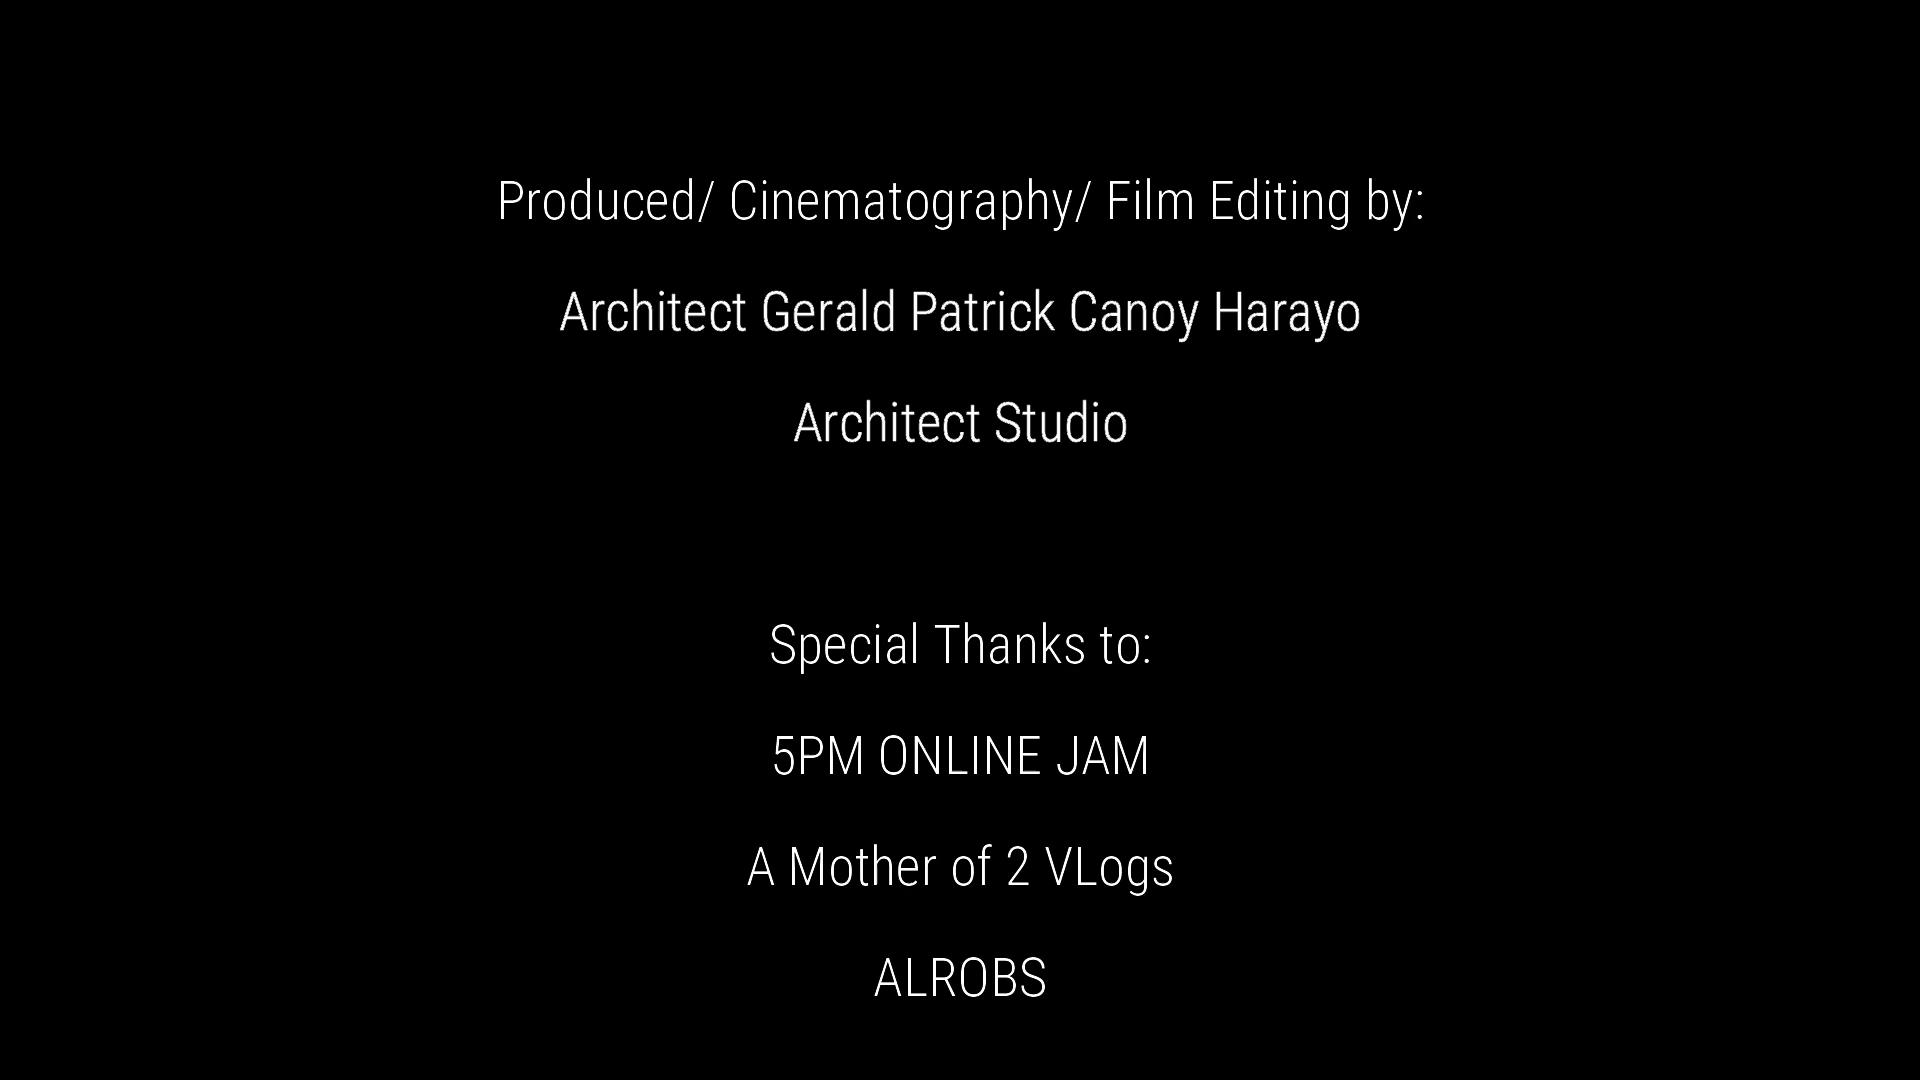 Produced/ Cinematography/ Film Editing by:
Architect Gerald Patrick Canoy Harayo
Architect Studio
Special Thanks to:
5PM ONLINE JAM
A Mother of 2 VLogs
ALROBS